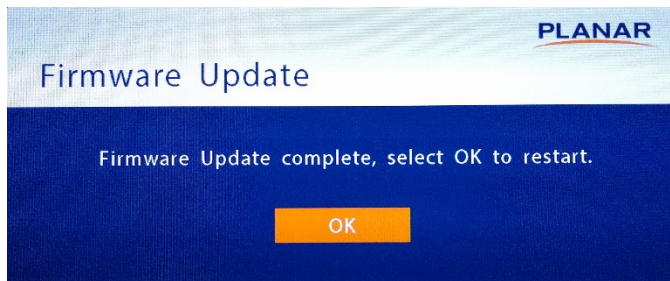 PLANAR
Firmware Update
Firmware Update complete, select OK to restart.
OK